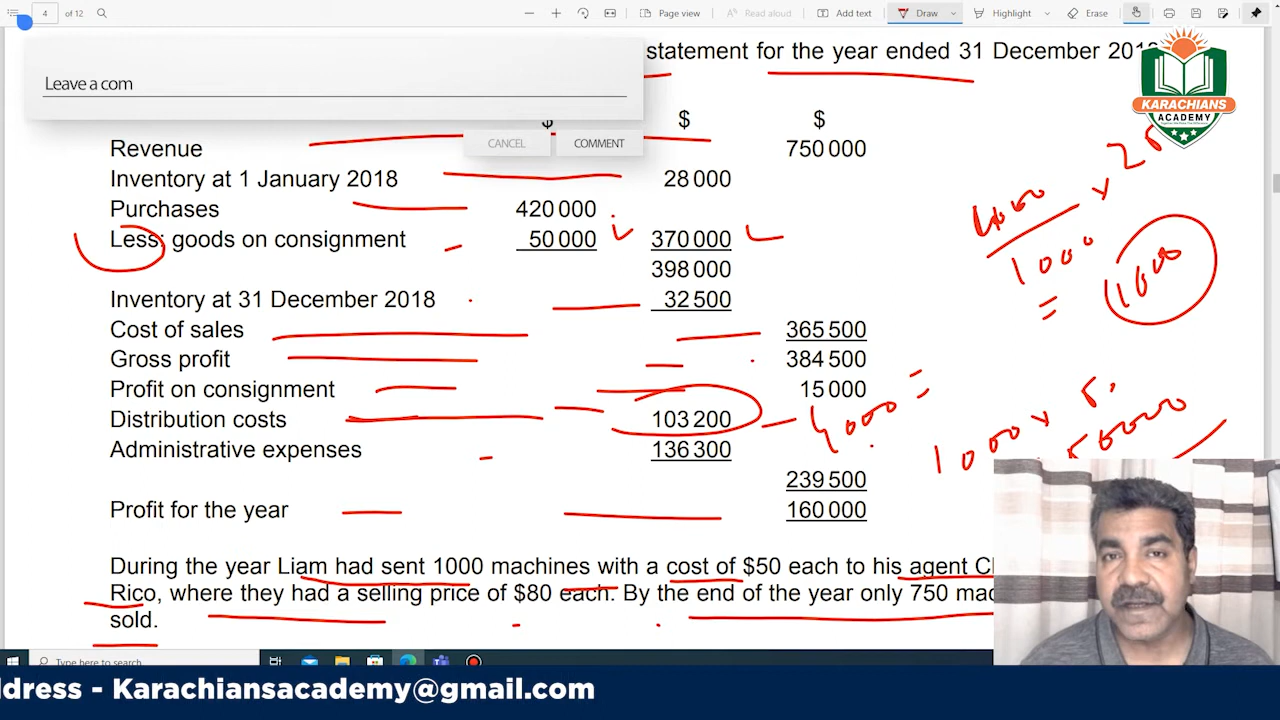 4 of 12 Page view Read aloud Add text Draw Highlight Erase
statement for the year ended 31 December 201
Leave a com
CANCEL COMMENT
KARACHIANS
ACADEMY
$ $ $
Revenue 750 000
Inventory at 1 January 2018 28 000
Purchases 420 000
Less: goods on consignment 50 000 370 000
398 000
Inventory at 31 December 2018 32 500
Cost of sales 365 500
Gross profit 384 500
Profit on consignment 15 000
Distribution costs 103 200
Administrative expenses 136 300
239 500
Profit for the year 160 000
4000
1000
=
1000
4000 =
1000 x
During the year Liam had sent 1000 machines with a cost of $50 each to his agent C
Rico, where they had a selling price of $80 each. By the end of the year only 750 mac
sold.
Type here to search
ddress - Karachiansacademy@gmail.com